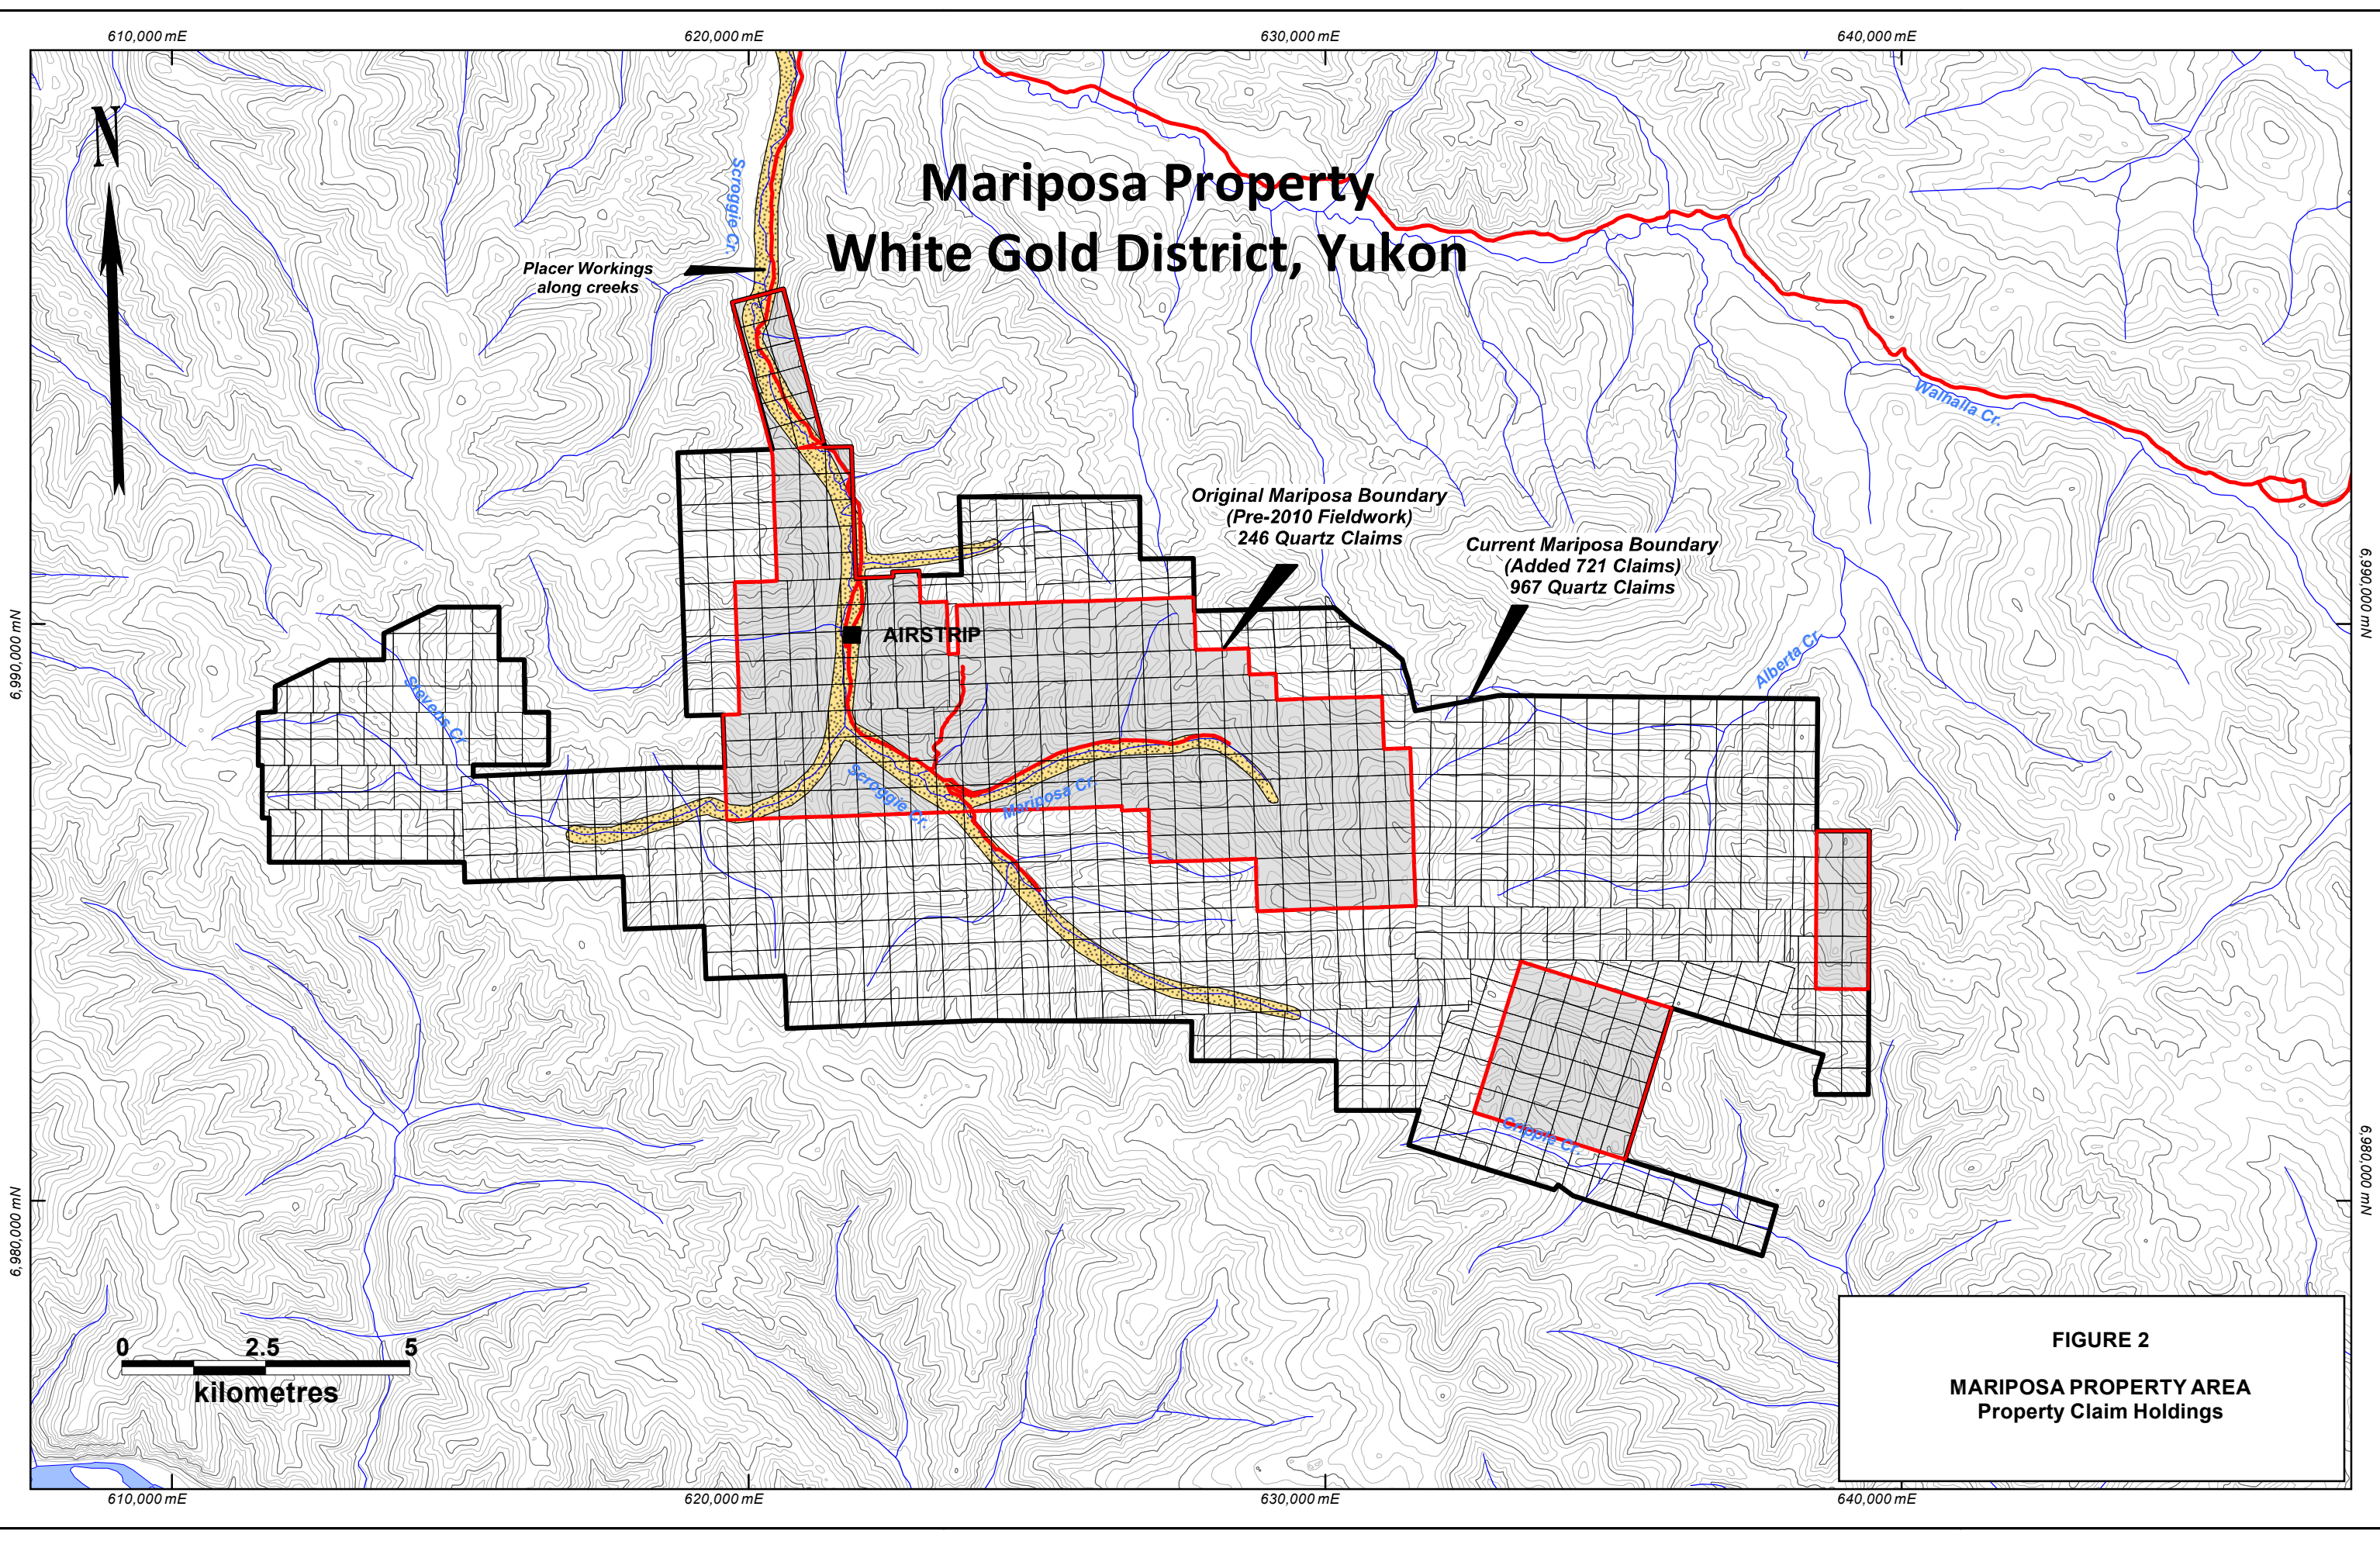 610,000 mE
620,000 mE
630,000 mE
640,000 mE
N
Scroggie Cr.
Mariposa Property
White Gold District, Yukon
Placer Workings
along creeks
Walhalla Cr.
Original Mariposa Boundary
(Pre-2010 Fieldwork)
246 Quartz Claims
Current Mariposa Boundary
(Added 721 Claims)
967 Quartz Claims
6,990,000 mN
6,990,000 mN
AIRSTRIP
Alberta Cr.
Stevens Cr.
Scroggie Cr.
Mariposa Cr.
Cripple Cr.
6,980,000 mN
6,980,000 mN
0 2.5 5
kilometres
FIGURE 2
MARIPOSA PROPERTY AREA
Property Claim Holdings
610,000 mE
620,000 mE
630,000 mE
640,000 mE